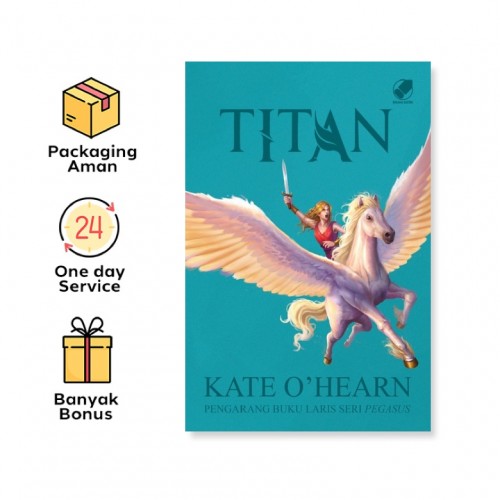 Packaging
Aman
24
One day
Service
Banyak
Bonus
TITAN
KATE O'HEARN
PENGARANG BUKU LARIS SERI PEGASUS